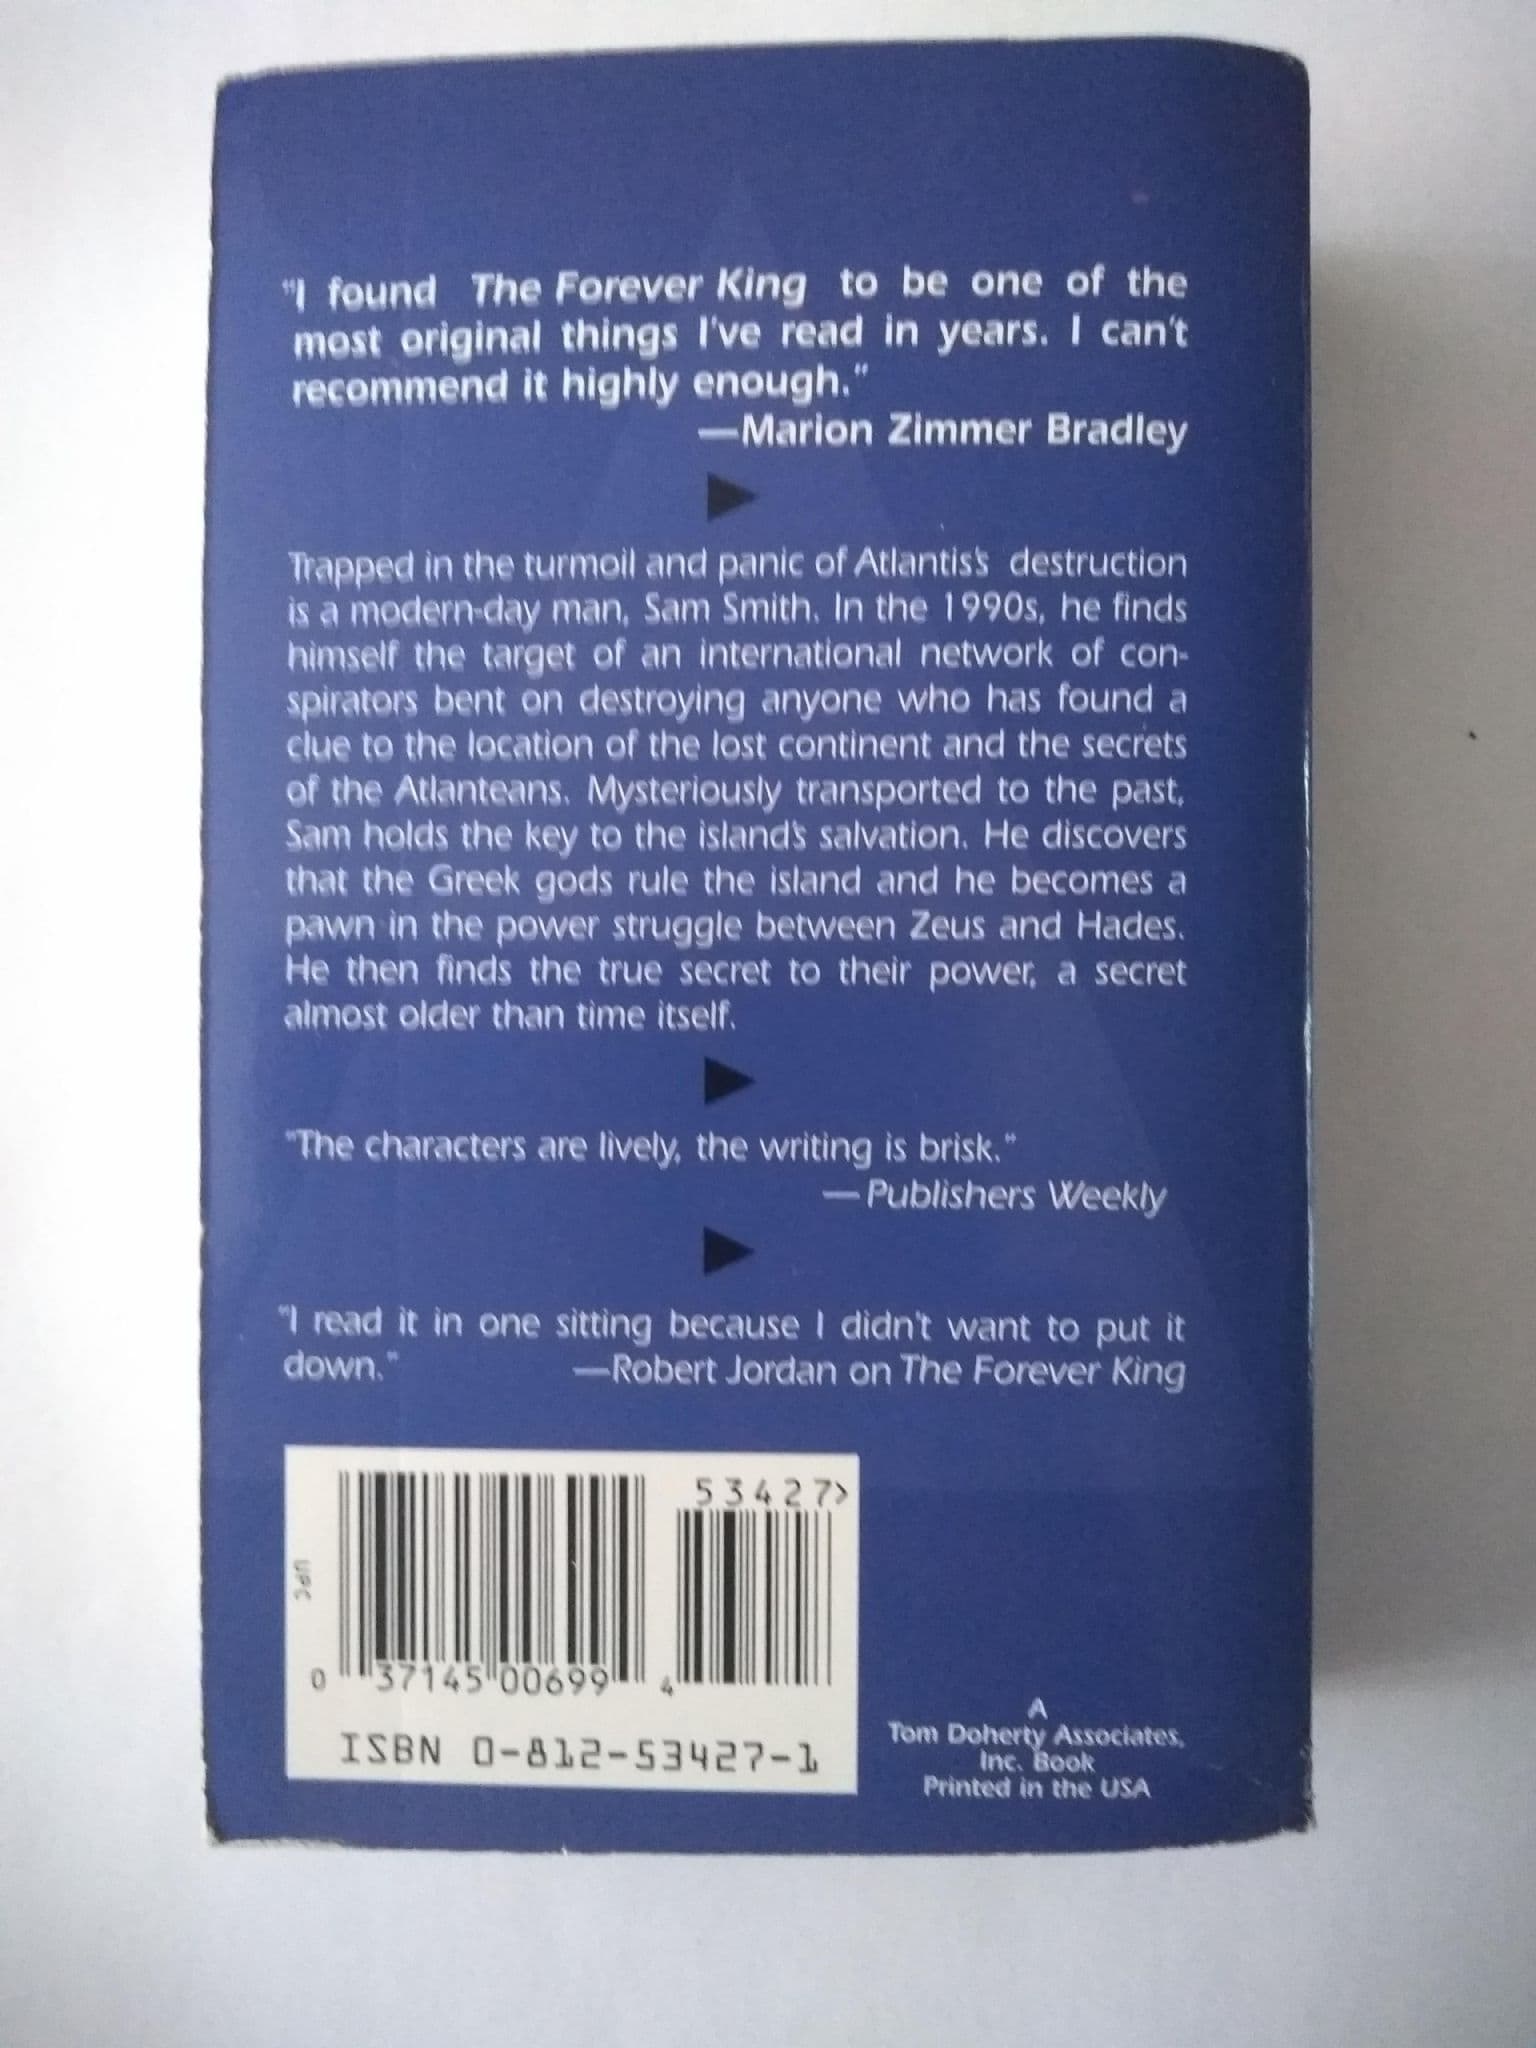 "I found The Forever King to be one of the
most original things I've read in years. I can't
recommend it highly enough."
—Marion Zimmer Bradley
Trapped in the turmoil and panic of Atlantis's destruction
is a modern-day man, Sam Smith. In the 1990s, he finds
himself the target of an international network of con-
spirators bent on destroying anyone who has found a
clue to the location of the lost continent and the secrets
of the Atlanteans. Mysteriously transported to the past,
Sam holds the key to the island's salvation. He discovers
that the Greek gods rule the island and he becomes a
pawn in the power struggle between Zeus and Hades.
He then finds the true secret to their power, a secret
almost older than time itself.
"The characters are lively, the writing is brisk."
—Publishers Weekly
"I read it in one sitting because I didn't want to put it
down." —Robert Jordan on The Forever King
53427>
UPC
0 37145 00699 4
ISBN 0-812-53427-1
A
Tom Doherty Associates,
Inc. Book
Printed in the USA